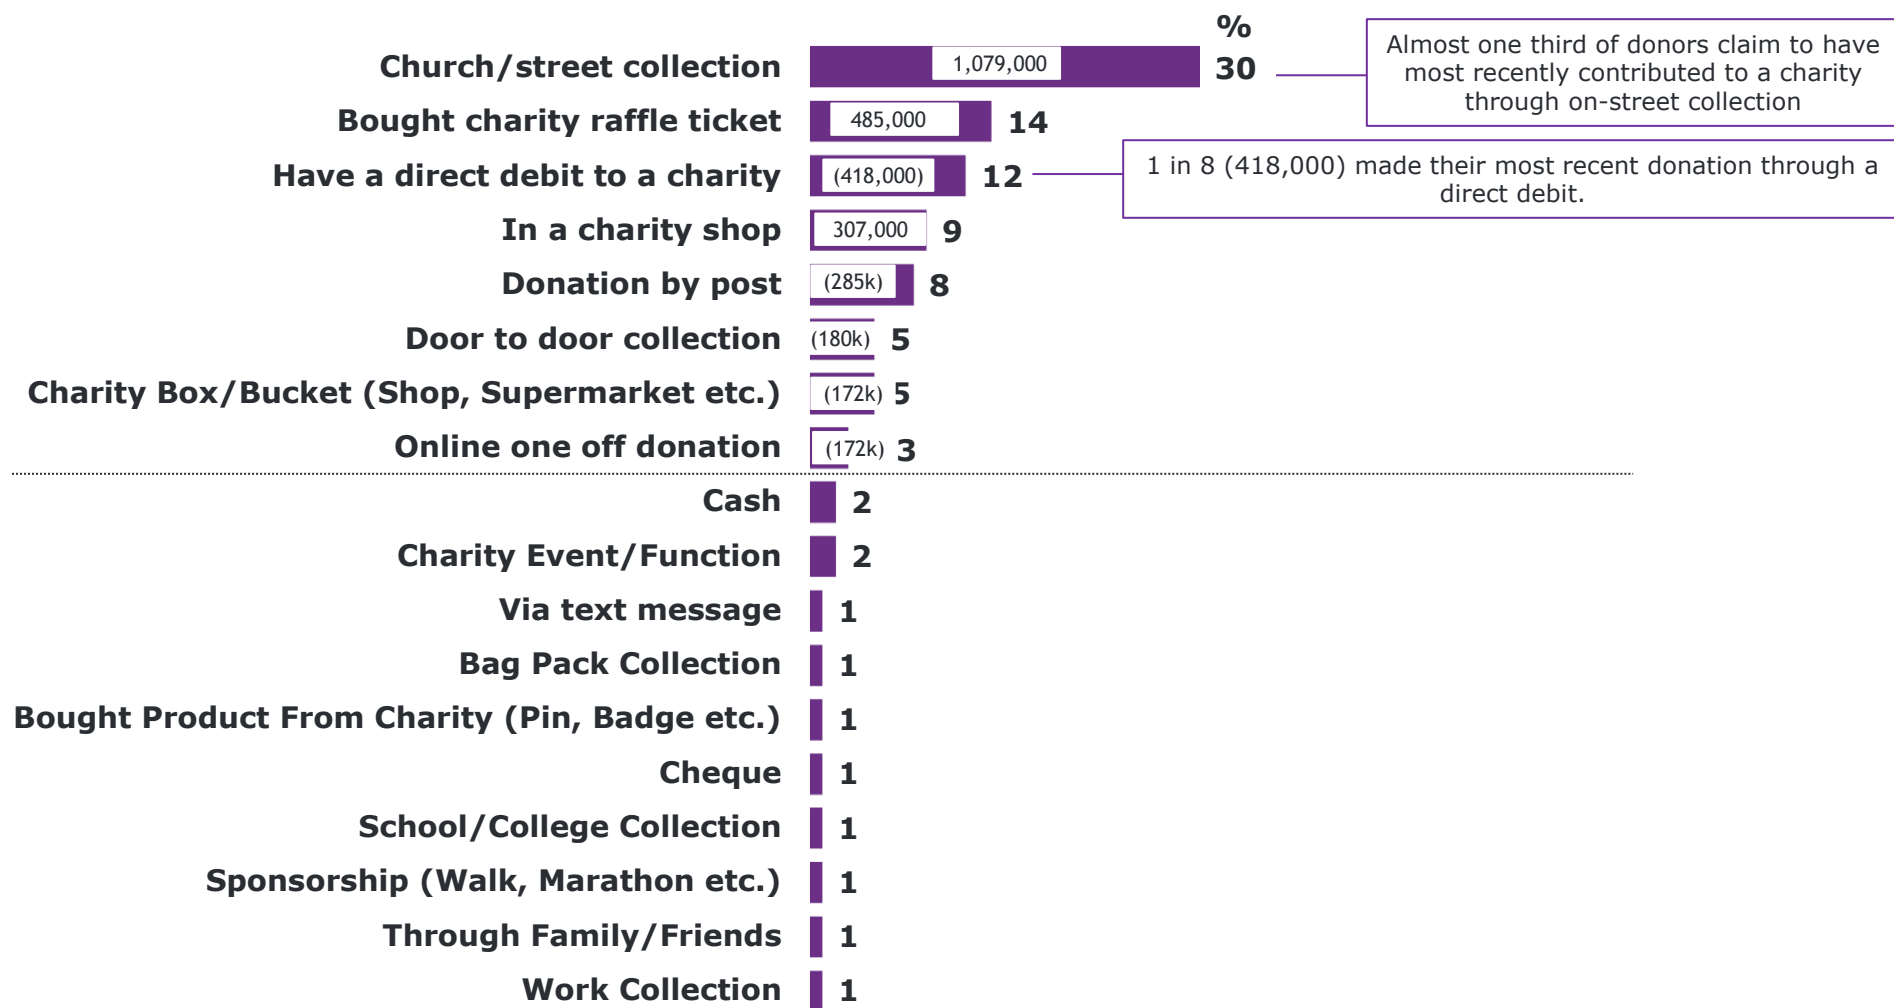 %
Church/street collection 1,079,000 30
Almost one third of donors claim to have
most recently contributed to a charity
through on-street collection
Bought charity raffle ticket 485,000 14
Have a direct debit to a charity (418,000) 12
1 in 8 (418,000) made their most recent donation through a
direct debit.
In a charity shop 307,000 9
Donation by post (285k) 8
Door to door collection (180k) 5
Charity Box/Bucket (Shop, Supermarket etc.) (172k) 5
Online one off donation (172k) 3
Cash 2
Charity Event/Function 2
Via text message 1
Bag Pack Collection 1
Bought Product From Charity (Pin, Badge etc.) 1
Cheque 1
School/College Collection 1
Sponsorship (Walk, Marathon etc.) 1
Through Family/Friends 1
Work Collection 1